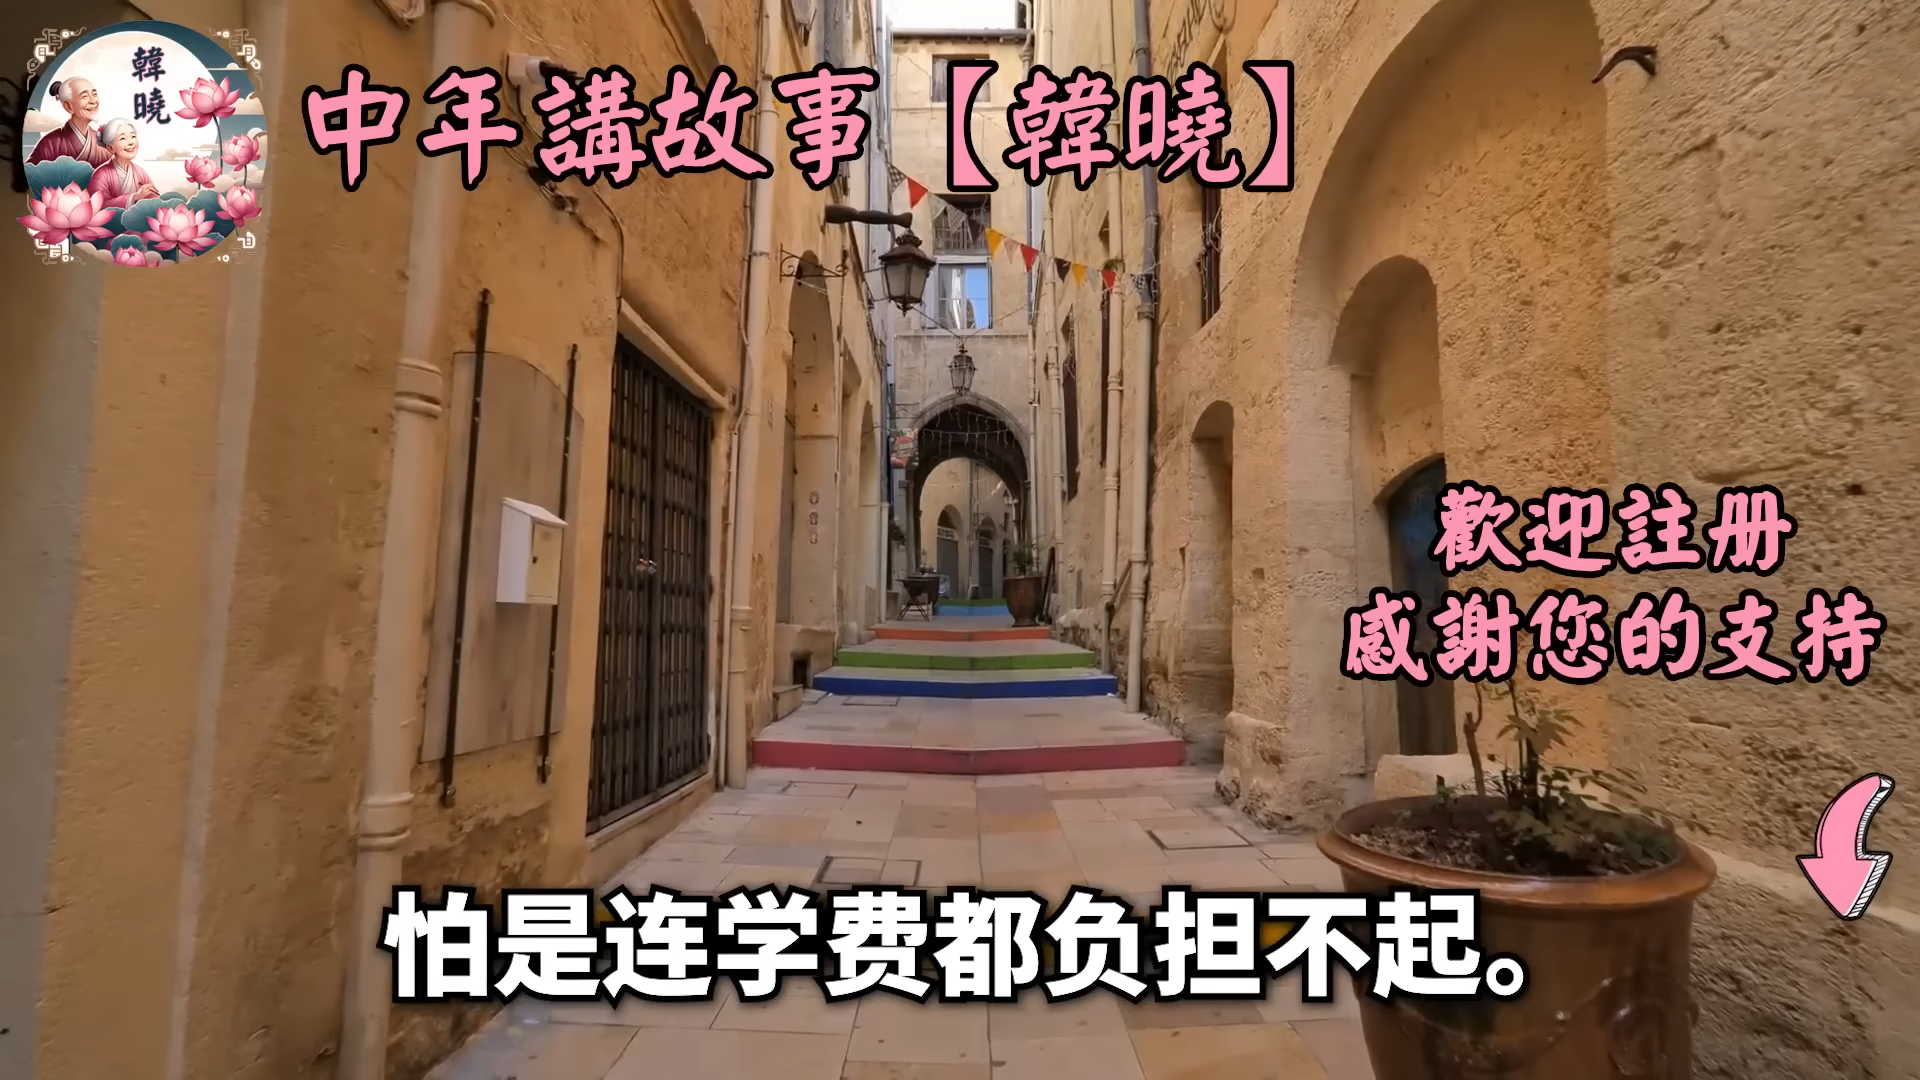 韓曉
中年講故事【韓曉】
歡迎註册
感謝您的支持
怕是连学费都负担不起。